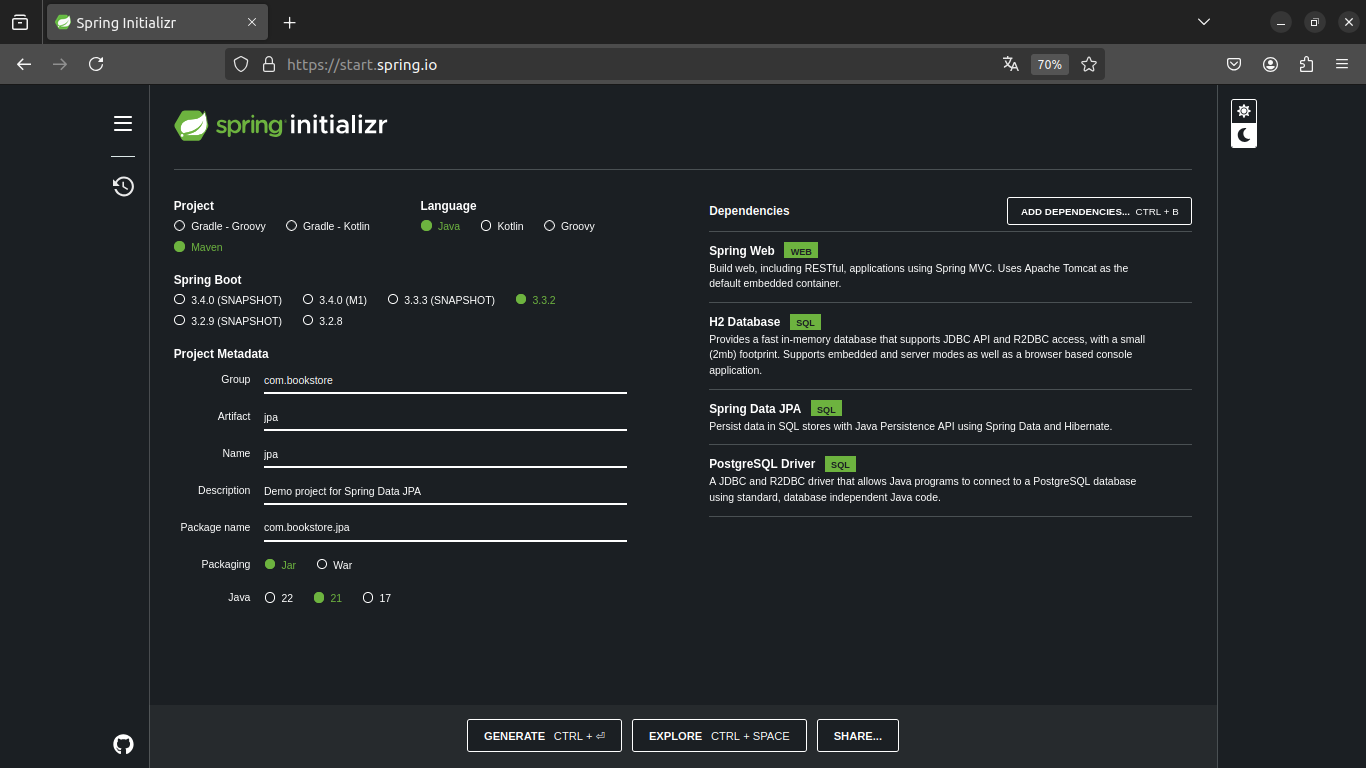 Spring Initializr
https://start.spring.io
70%
spring initializr
Project
Gradle - Groovy
Gradle - Kotlin
Maven
Language
Java
Kotlin
Groovy
Spring Boot
3.4.0 (SNAPSHOT)
3.4.0 (M1)
3.3.3 (SNAPSHOT)
3.3.2
3.2.9 (SNAPSHOT)
3.2.8
Project Metadata
Group
com.bookstore
Artifact
jpa
Name
jpa
Description
Demo project for Spring Data JPA
Package name
com.bookstore.jpa
Packaging
Jar
War
Java
22
21
17
Dependencies
ADD DEPENDENCIES... CTRL + B
Spring Web WEB
Build web, including RESTful, applications using Spring MVC. Uses Apache Tomcat as the
default embedded container.
H2 Database SQL
Provides a fast in-memory database that supports JDBC API and R2DBC access, with a small
(2mb) footprint. Supports embedded and server modes as well as a browser based console
application.
Spring Data JPA SQL
Persist data in SQL stores with Java Persistence API using Spring Data and Hibernate.
PostgreSQL Driver SQL
A JDBC and R2DBC driver that allows Java programs to connect to a PostgreSQL database
using standard, database independent Java code.
GENERATE CTRL + ⏎
EXPLORE CTRL + SPACE
SHARE...